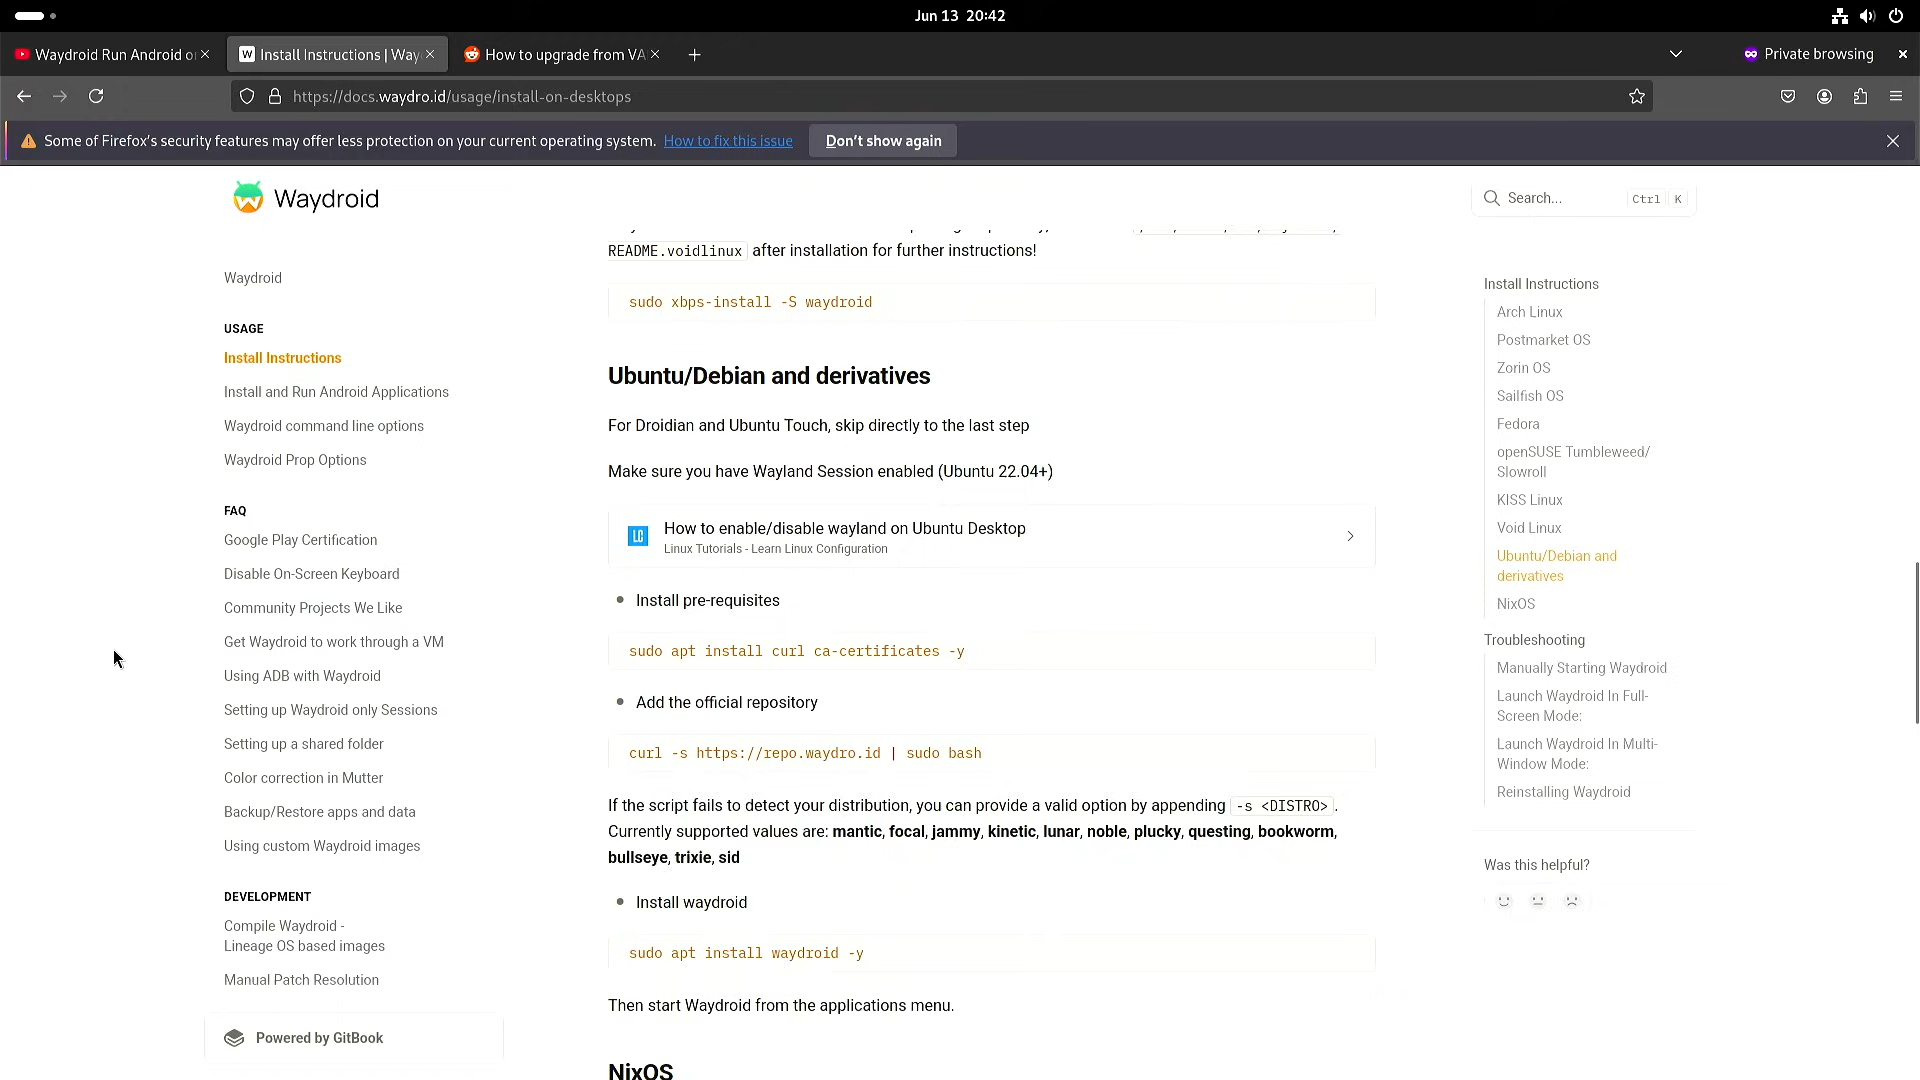 Jun 13 20:42
Waydroid Run Android o
Install Instructions | Way
How to upgrade from VA
Private browsing
https://docs.waydro.id/usage/install-on-desktops
Some of Firefox's security features may offer less protection on your current operating system. How to fix this issue
Don't show again
Waydroid
Search...
Ctrl K
README.voidlinux after installation for further instructions!
sudo xbps-install -S waydroid
Ubuntu/Debian and derivatives
For Droidian and Ubuntu Touch, skip directly to the last step
Make sure you have Wayland Session enabled (Ubuntu 22.04+)
LC
How to enable/disable wayland on Ubuntu Desktop
Linux Tutorials - Learn Linux Configuration
Install pre-requisites
sudo apt install curl ca-certificates -y
Add the official repository
curl -s https://repo.waydro.id | sudo bash
If the script fails to detect your distribution, you can provide a valid option by appending -s <DISTRO>.
Currently supported values are: mantic, focal, jammy, kinetic, lunar, noble, plucky, questing, bookworm,
bullseye, trixie, sid
Install waydroid
sudo apt install waydroid -y
Then start Waydroid from the applications menu.
NixOS
Waydroid
USAGE
Install Instructions
Install and Run Android Applications
Waydroid command line options
Waydroid Prop Options
FAQ
Google Play Certification
Disable On-Screen Keyboard
Community Projects We Like
Get Waydroid to work through a VM
Using ADB with Waydroid
Setting up Waydroid only Sessions
Setting up a shared folder
Color correction in Mutter
Backup/Restore apps and data
Using custom Waydroid images
DEVELOPMENT
Compile Waydroid -
Lineage OS based images
Manual Patch Resolution
Powered by GitBook
Install Instructions
Arch Linux
Postmarket OS
Zorin OS
Sailfish OS
Fedora
openSUSE Tumbleweed/
Slowroll
KISS Linux
Void Linux
Ubuntu/Debian and
derivatives
NixOS
Troubleshooting
Manually Starting Waydroid
Launch Waydroid In Full-
Screen Mode:
Launch Waydroid In Multi-
Window Mode:
Reinstalling Waydroid
Was this helpful?